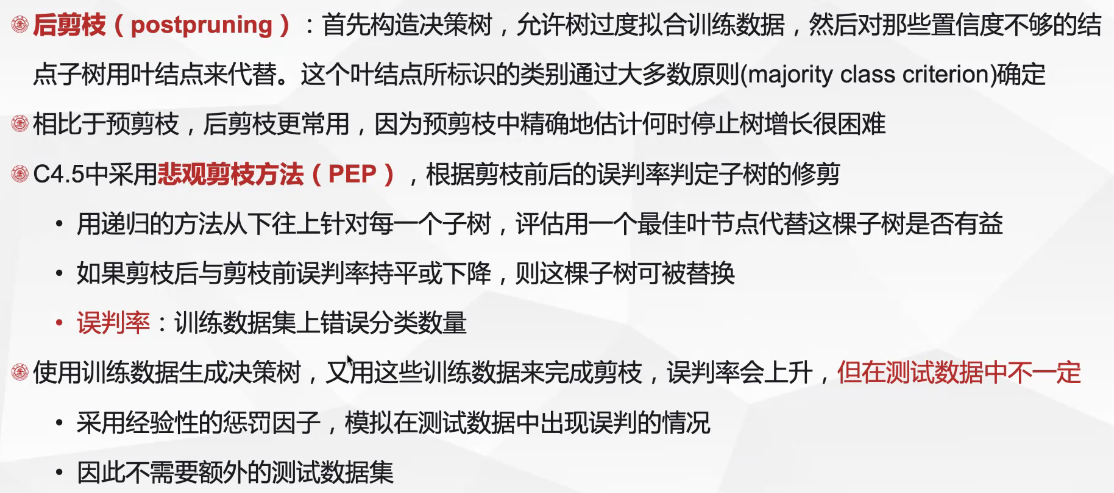 后剪枝（postpruning）：首先构造决策树，允许树过度拟合训练数据，然后对那些置信度不够的结
点子树用叶结点来代替。这个叶结点所标识的类别通过大多数原则(majority class criterion)确定
相比于预剪枝，后剪枝更常用，因为预剪枝中精确地估计何时停止树增长很困难
C4.5中采用悲观剪枝方法（PEP），根据剪枝前后的误判率判定子树的修剪
• 用递归的方法从下往上针对每一个子树，评估用一个最佳叶节点代替这棵子树是否有益
• 如果剪枝后与剪枝前误判率持平或下降，则这棵子树可被替换
• 误判率：训练数据集上错误分类数量
使用训练数据生成决策树，又用这些训练数据来完成剪枝，误判率会上升，但在测试数据中不一定
• 采用经验性的惩罚因子，模拟在测试数据中出现误判的情况
• 因此不需要额外的测试数据集